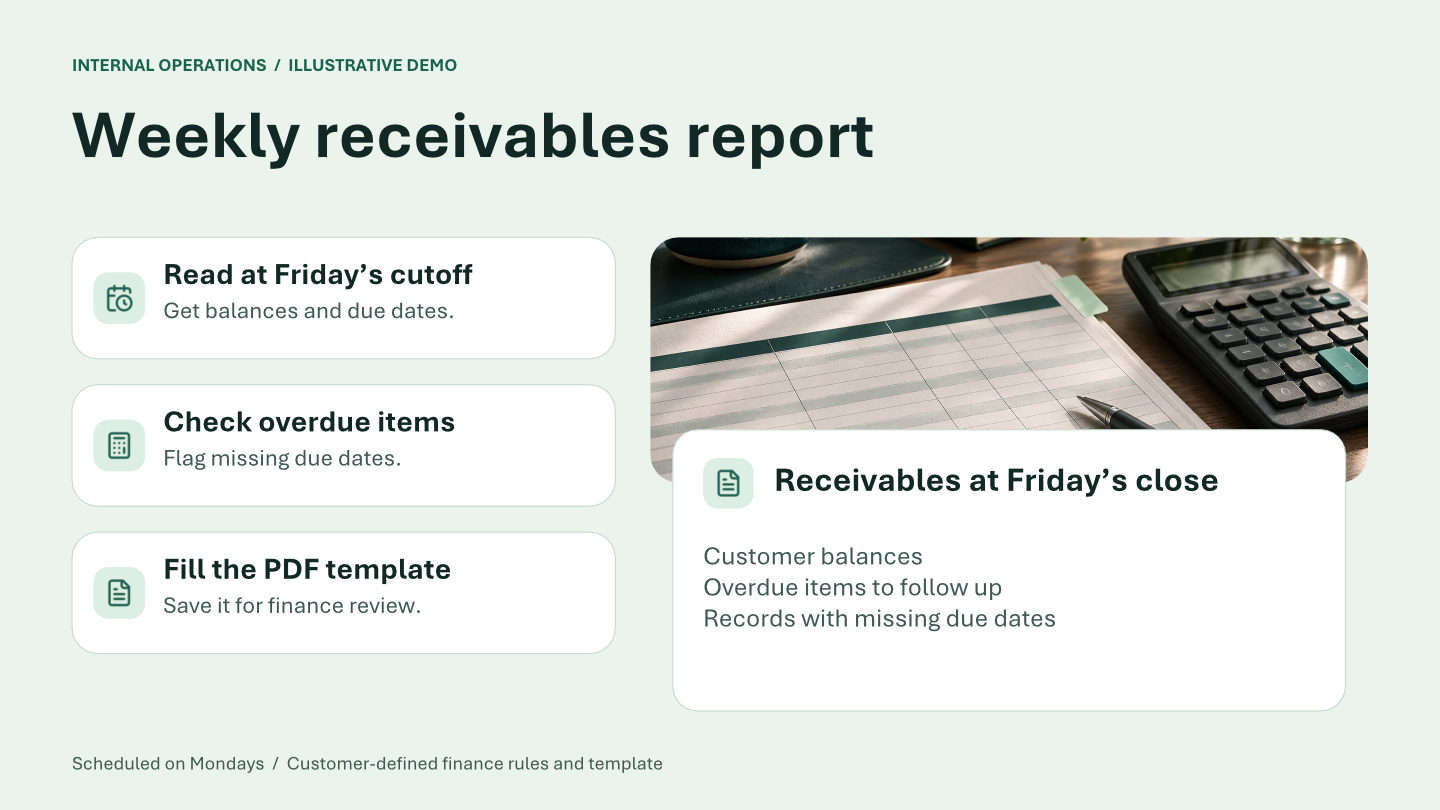 INTERNAL OPERATIONS / ILLUSTRATIVE DEMO
Weekly receivables report
Read at Friday’s cutoff
Get balances and due dates.
Check overdue items
Flag missing due dates.
Fill the PDF template
Save it for finance review.
Receivables at Friday’s close
Customer balances
Overdue items to follow up
Records with missing due dates
Scheduled on Mondays / Customer-defined finance rules and template